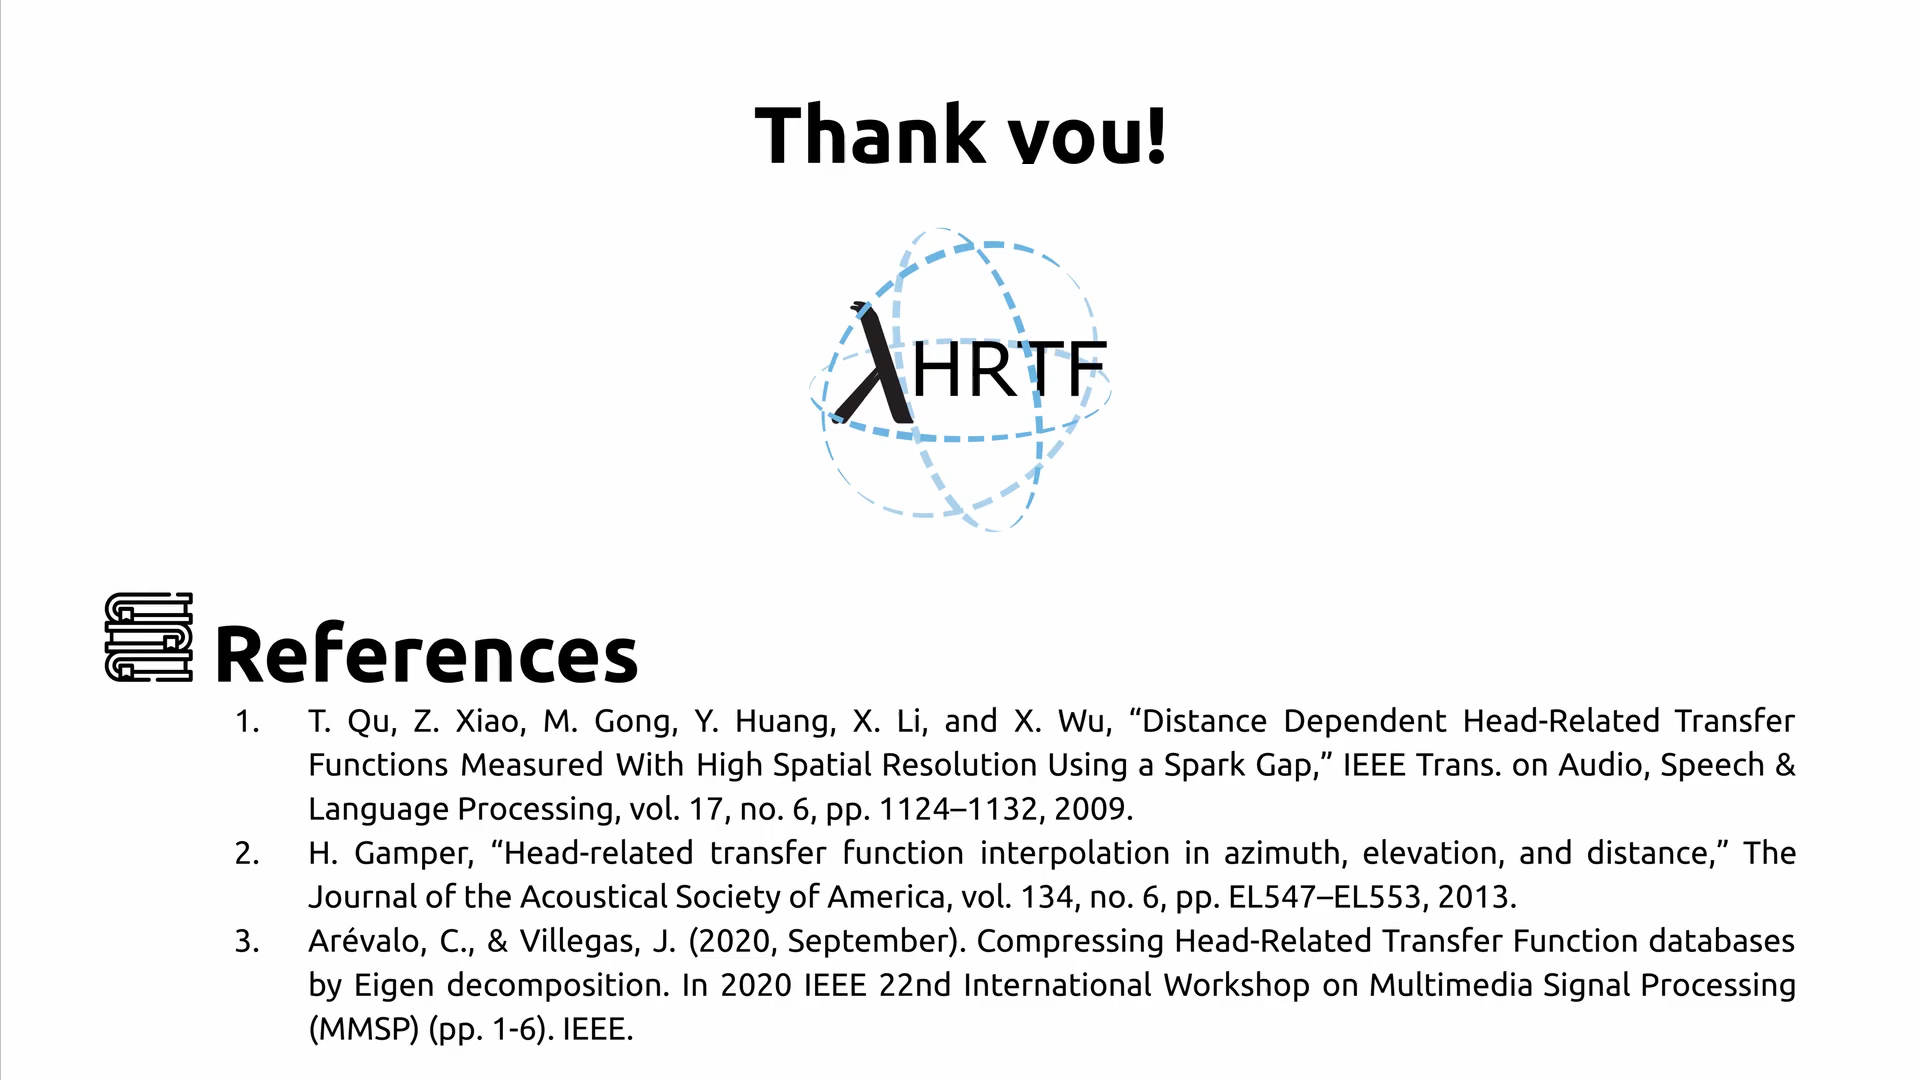 Thank you!
λHRTF
References
1. T. Qu, Z. Xiao, M. Gong, Y. Huang, X. Li, and X. Wu, “Distance Dependent Head-Related Transfer
Functions Measured With High Spatial Resolution Using a Spark Gap,” IEEE Trans. on Audio, Speech &
Language Processing, vol. 17, no. 6, pp. 1124–1132, 2009.
2. H. Gamper, “Head-related transfer function interpolation in azimuth, elevation, and distance,” The
Journal of the Acoustical Society of America, vol. 134, no. 6, pp. EL547–EL553, 2013.
3. Arévalo, C., & Villegas, J. (2020, September). Compressing Head-Related Transfer Function databases
by Eigen decomposition. In 2020 IEEE 22nd International Workshop on Multimedia Signal Processing
(MMSP) (pp. 1-6). IEEE.